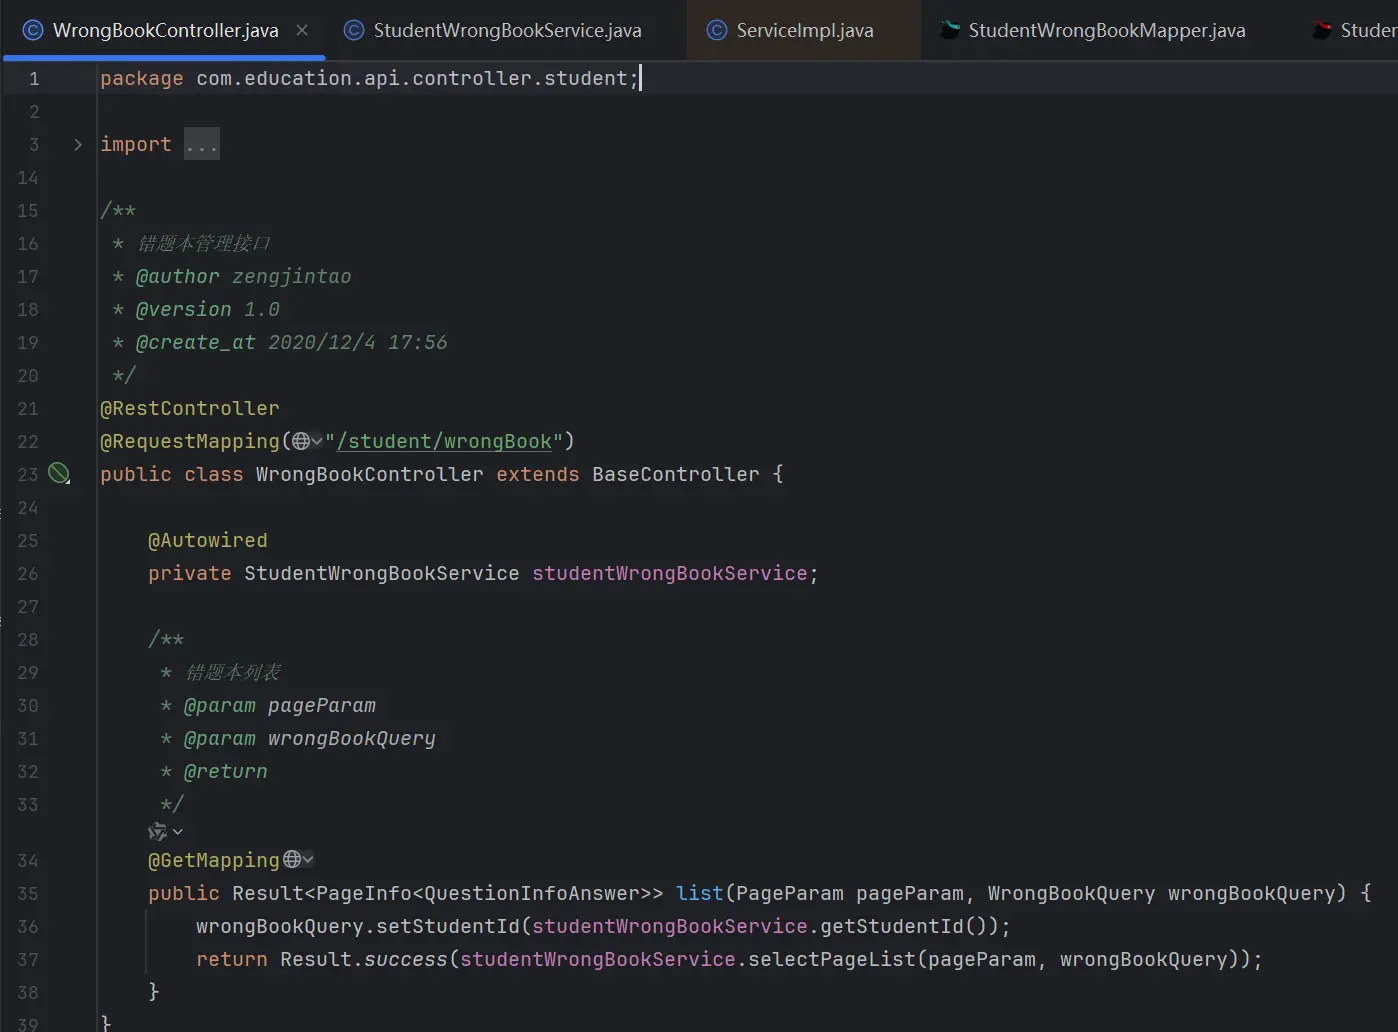 WrongBookController.java
StudentWrongBookService.java
ServiceImpl.java
StudentWrongBookMapper.java
Studer
1 package com.education.api.controller.student;
2
3 import ...
14
15 /**
16 * 错题本管理接口
17 * @author zengjintao
18 * @version 1.0
19 * @create_at 2020/12/4 17:56
20 */
21 @RestController
22 @RequestMapping("/student/wrongBook")
23 public class WrongBookController extends BaseController {
24
25 @Autowired
26 private StudentWrongBookService studentWrongBookService;
27
28 /**
29 * 错题本列表
30 * @param pageParam
31 * @param wrongBookQuery
32 * @return
33 */
34 @GetMapping
35 public Result<PageInfo<QuestionInfoAnswer>> list(PageParam pageParam, WrongBookQuery wrongBookQuery) {
36 wrongBookQuery.setStudentId(studentWrongBookService.getStudentId());
37 return Result.success(studentWrongBookService.selectPageList(pageParam, wrongBookQuery));
38 }
39 }